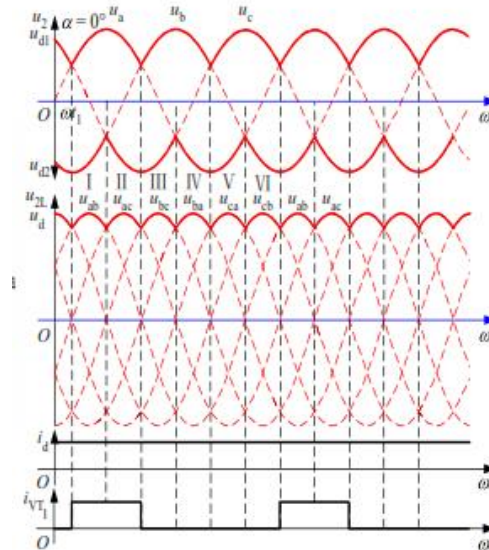 u2 α = 0° ua ub uc
ud1
O ωt1 ω
ud2
I II III IV V VI
u2L uab uac ubc uba uca ucb uab uac
ud
O ω
id
O ω
iVT1
O ω